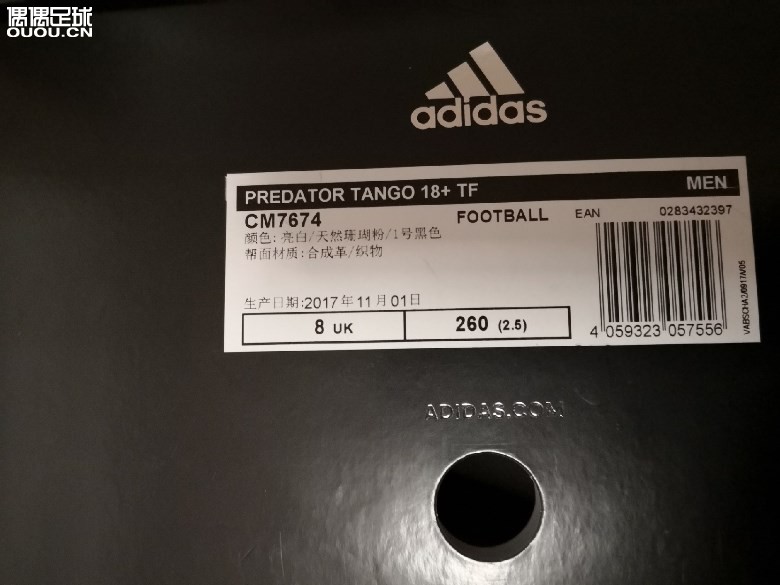 偶偶足球
OUOU.CN
adidas
PREDATOR TANGO 18+ TF MEN
CM7674 FOOTBALL EAN 0283432397
颜色: 亮白/天然珊瑚粉/1号黑色
帮面材质:合成革/织物
生产日期:2017年11月01日
8 UK 260 (2.5)
4 059323 057556
ADIDAS.COM